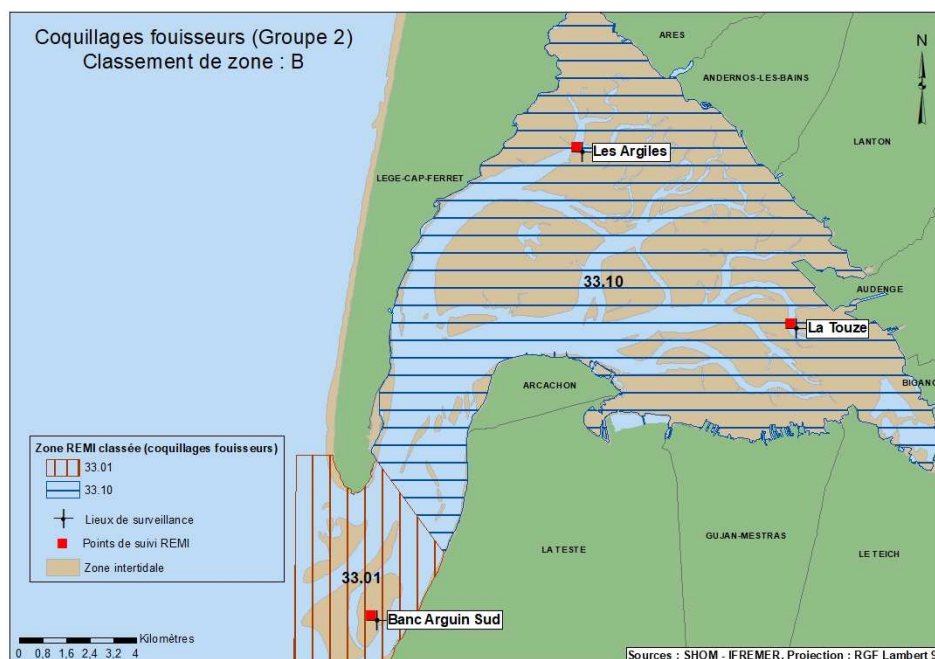 Coquillages fouisseurs (Groupe 2)
Classement de zone : B
ARES
N
ANDERNOS-LES-BAINS
LANTON
Les Argiles
LEGE-CAP-FERRET
33.10
AUDENGE
La Touze
ARCACHON
BIGANO
Zone REMI classée (coquillages fouisseurs)
33.01
33.10
Lieux de surveillance
Points de suivi REMI
Zone intertidale
LA TESTE
GUJAN-MESTRAS
LE TEICH
33.01
Banc Arguin Sud
Kilomètres
0 0,8 1,6 2,4 3,2 4
Sources : SHOM - IFREMER, Projection : RGF Lambert 9